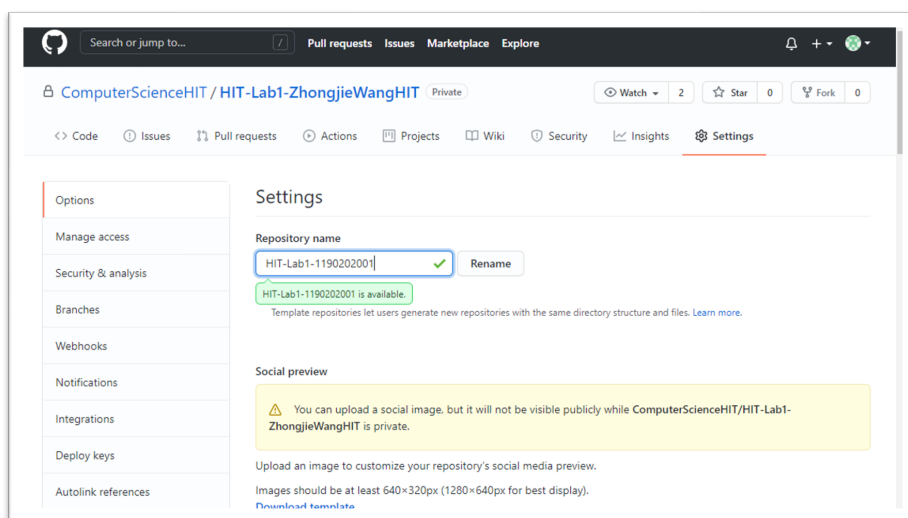 Search or jump to... / Pull requests Issues Marketplace Explore
ComputerScienceHIT / HIT-Lab1-ZhongjieWangHIT Private Watch 2 Star 0 Fork 0
Code Issues Pull requests Actions Projects Wiki Security Insights Settings
Options
Manage access
Security & analysis
Branches
Webhooks
Notifications
Integrations
Deploy keys
Autolink references
Settings
Repository name
HIT-Lab1-1190202001 Rename
HIT-Lab1-1190202001 is available.
Template repositories let users generate new repositories with the same directory structure and files. Learn more.
Social preview
You can upload a social image, but it will not be visible publicly while ComputerScienceHIT/HIT-Lab1-
ZhongjieWangHIT is private.
Upload an image to customize your repository's social media preview.
Images should be at least 640×320px (1280×640px for best display).
Download template